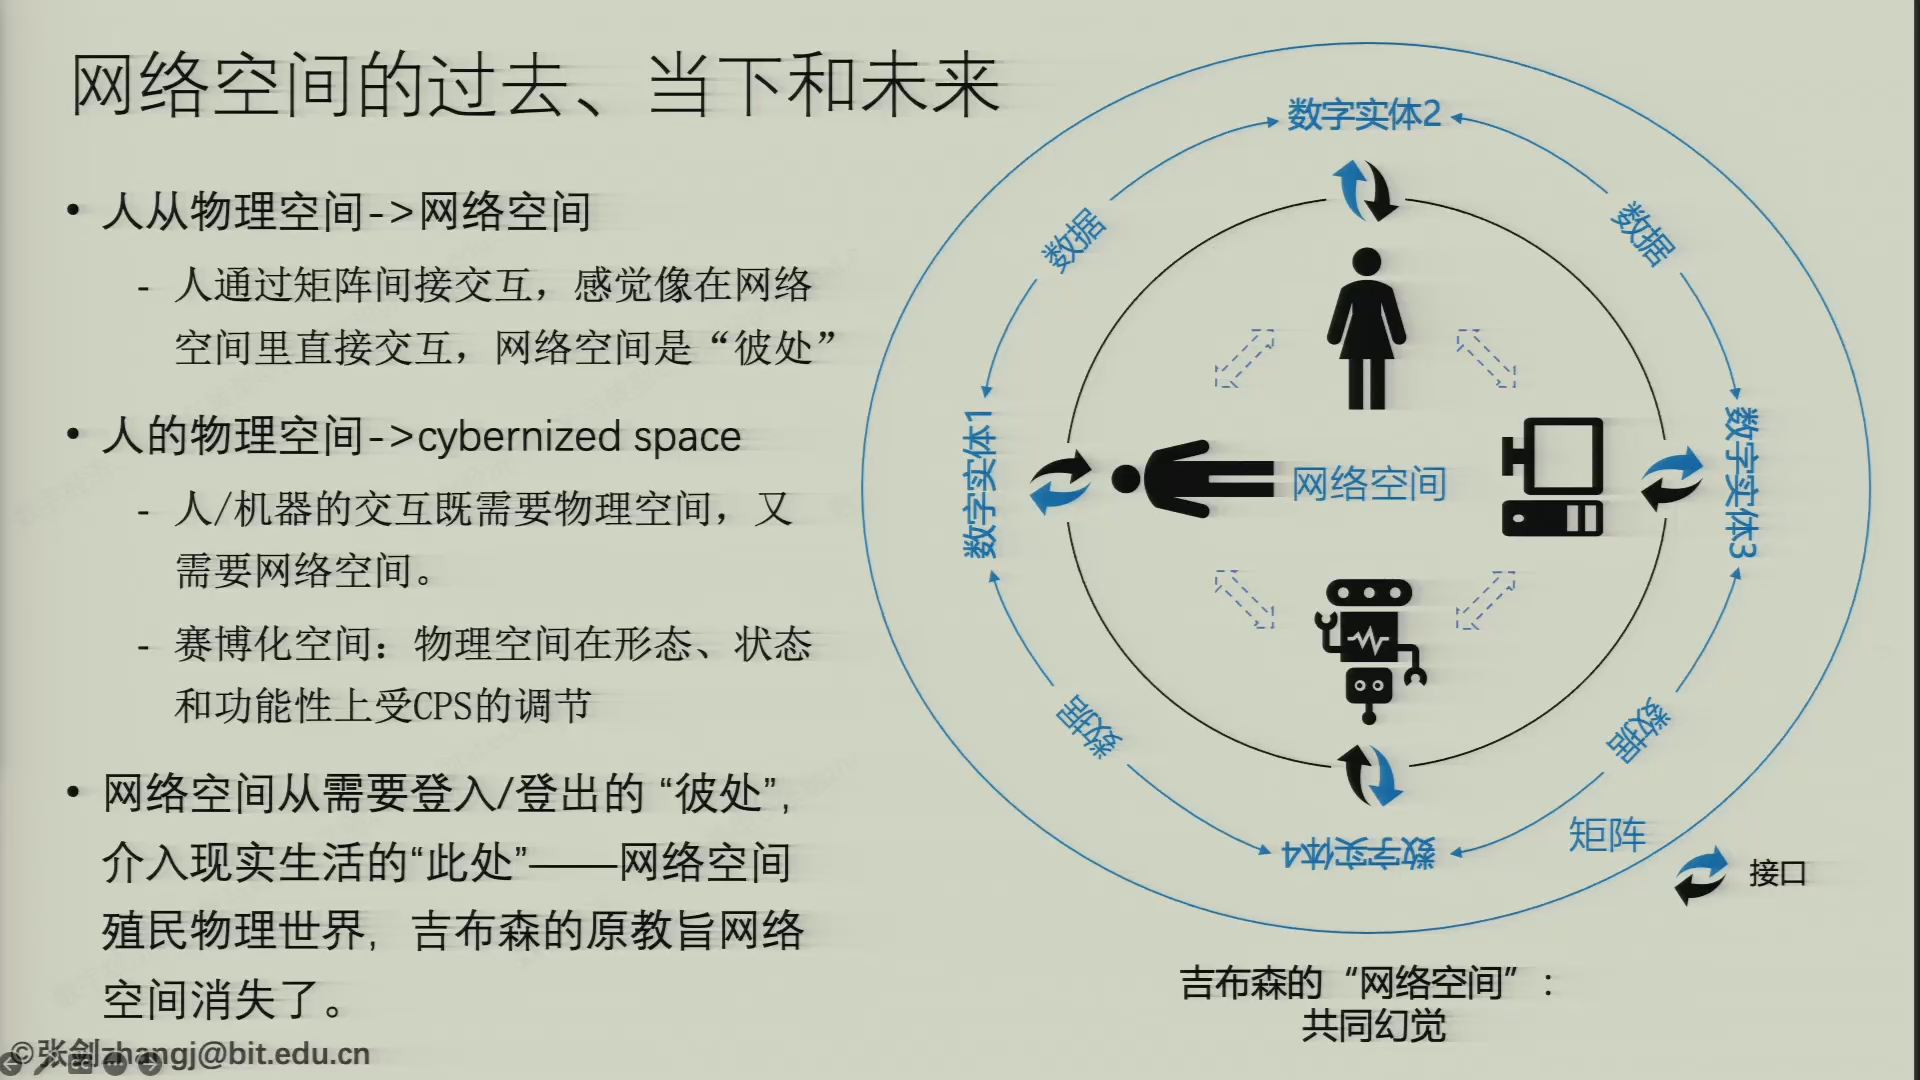 网络空间的过去、当下和未来
• 人从物理空间->网络空间
- 人通过矩阵间接交互，感觉像在网络
空间里直接交互，网络空间是“彼处”
• 人的物理空间->cybernized space
- 人/机器的交互既需要物理空间，又
需要网络空间。
- 赛博化空间：物理空间在形态、状态
和功能性上受CPS的调节
• 网络空间从需要登入/登出的“彼处”，
介入现实生活的“此处”——网络空间
殖民物理世界，吉布森的原教旨网络
空间消失了。
©张剑zhangj@bit.edu.cn
数字实体2
数据
数据
数字实体1
网络空间
数字实体3
数据
数据
数字实体4
矩阵
接口
吉布森的“网络空间”：
共同幻觉